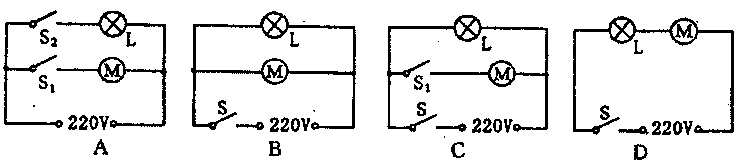 S₂ L
S₁ M
220V
A
L
M
S 220V
B
L
S₁ M
S 220V
C
L M
S 220V
D